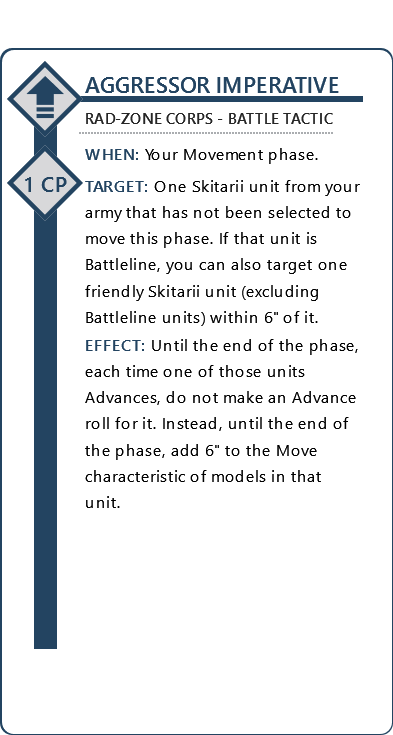 AGGRESSOR IMPERATIVE
RAD-ZONE CORPS - BATTLE TACTIC
WHEN: Your Movement phase.
1 CP
TARGET: One Skitarii unit from your
army that has not been selected to
move this phase. If that unit is
Battleline, you can also target one
friendly Skitarii unit (excluding
Battleline units) within 6" of it.
EFFECT: Until the end of the phase,
each time one of those units
Advances, do not make an Advance
roll for it. Instead, until the end of
the phase, add 6" to the Move
characteristic of models in that
unit.